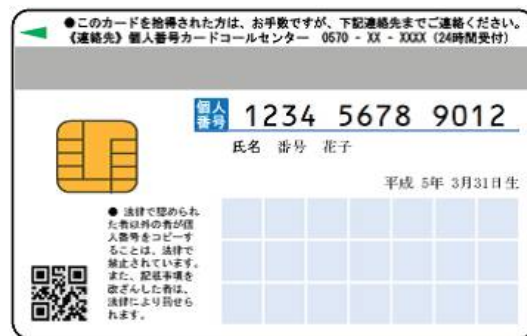 ●このカードを拾得された方は、お手数ですが、下記連絡先までご連絡ください。
《連絡先》個人番号カードコールセンター 0570 - XX - XXXX (24時間受付)
個人
番号
1234 5678 9012
氏名 番号 花子
平成 5年 3月31日生
● 法律で認められ
た者以外の者が個
人番号をコピーす
ることは、法律で
禁止されています。
また、記載事項を
改ざんした者は、
法律により罰せら
れます。